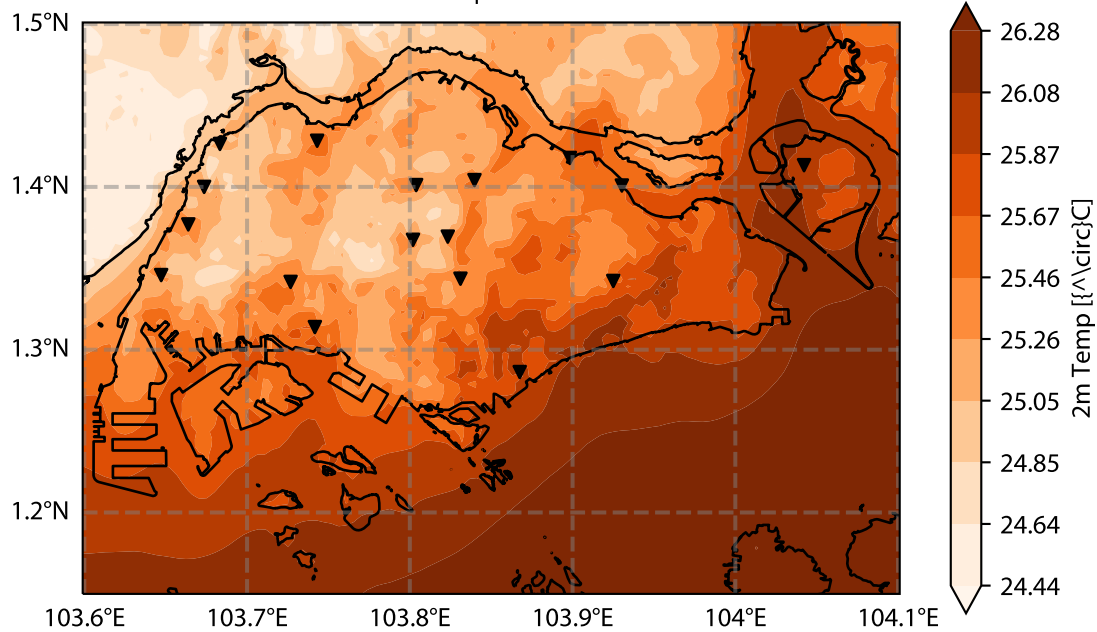 1.5°N
1.4°N
1.3°N
1.2°N
103.6°E
103.7°E
103.8°E
103.9°E
104°E
104.1°E
26.28
26.08
25.87
25.67
25.46
25.26
25.05
24.85
24.64
24.44
2m Temp [{^\circ}C]